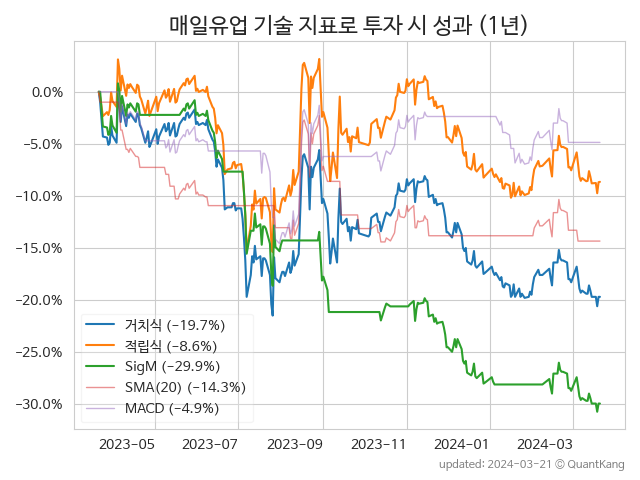 매일유업 기술 지표로 투자 시 성과 (1년)
0.0%
−5.0%
−10.0%
−15.0%
−20.0%
−25.0%
−30.0%
거치식 (−19.7%)
적립식 (−8.6%)
SigM (−29.9%)
SMA(20) (−14.3%)
MACD (−4.9%)
2023-05 2023-07 2023-09 2023-11 2024-01 2024-03
updated: 2024-03-21 © QuantKang